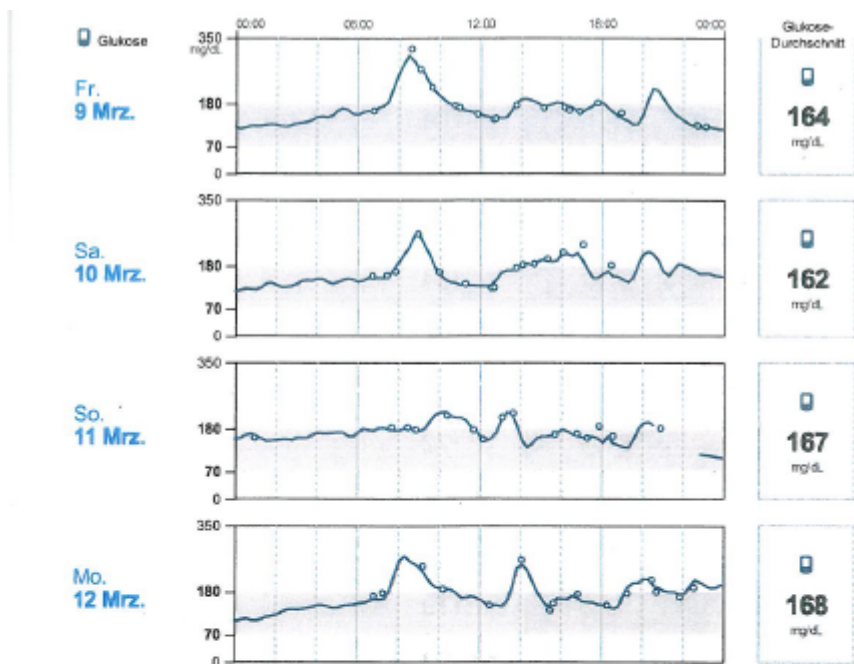 Glukose
00:00 06:00 12:00 18:00 00:00
Glukose-
Durchschnitt
350
mg/dL
180
70
0
Fr.
9 Mrz.
164
mg/dL
350
180
70
0
Sa.
10 Mrz.
162
mg/dL
350
180
70
0
So.
11 Mrz.
167
mg/dL
350
180
70
0
Mo.
12 Mrz.
168
mg/dL